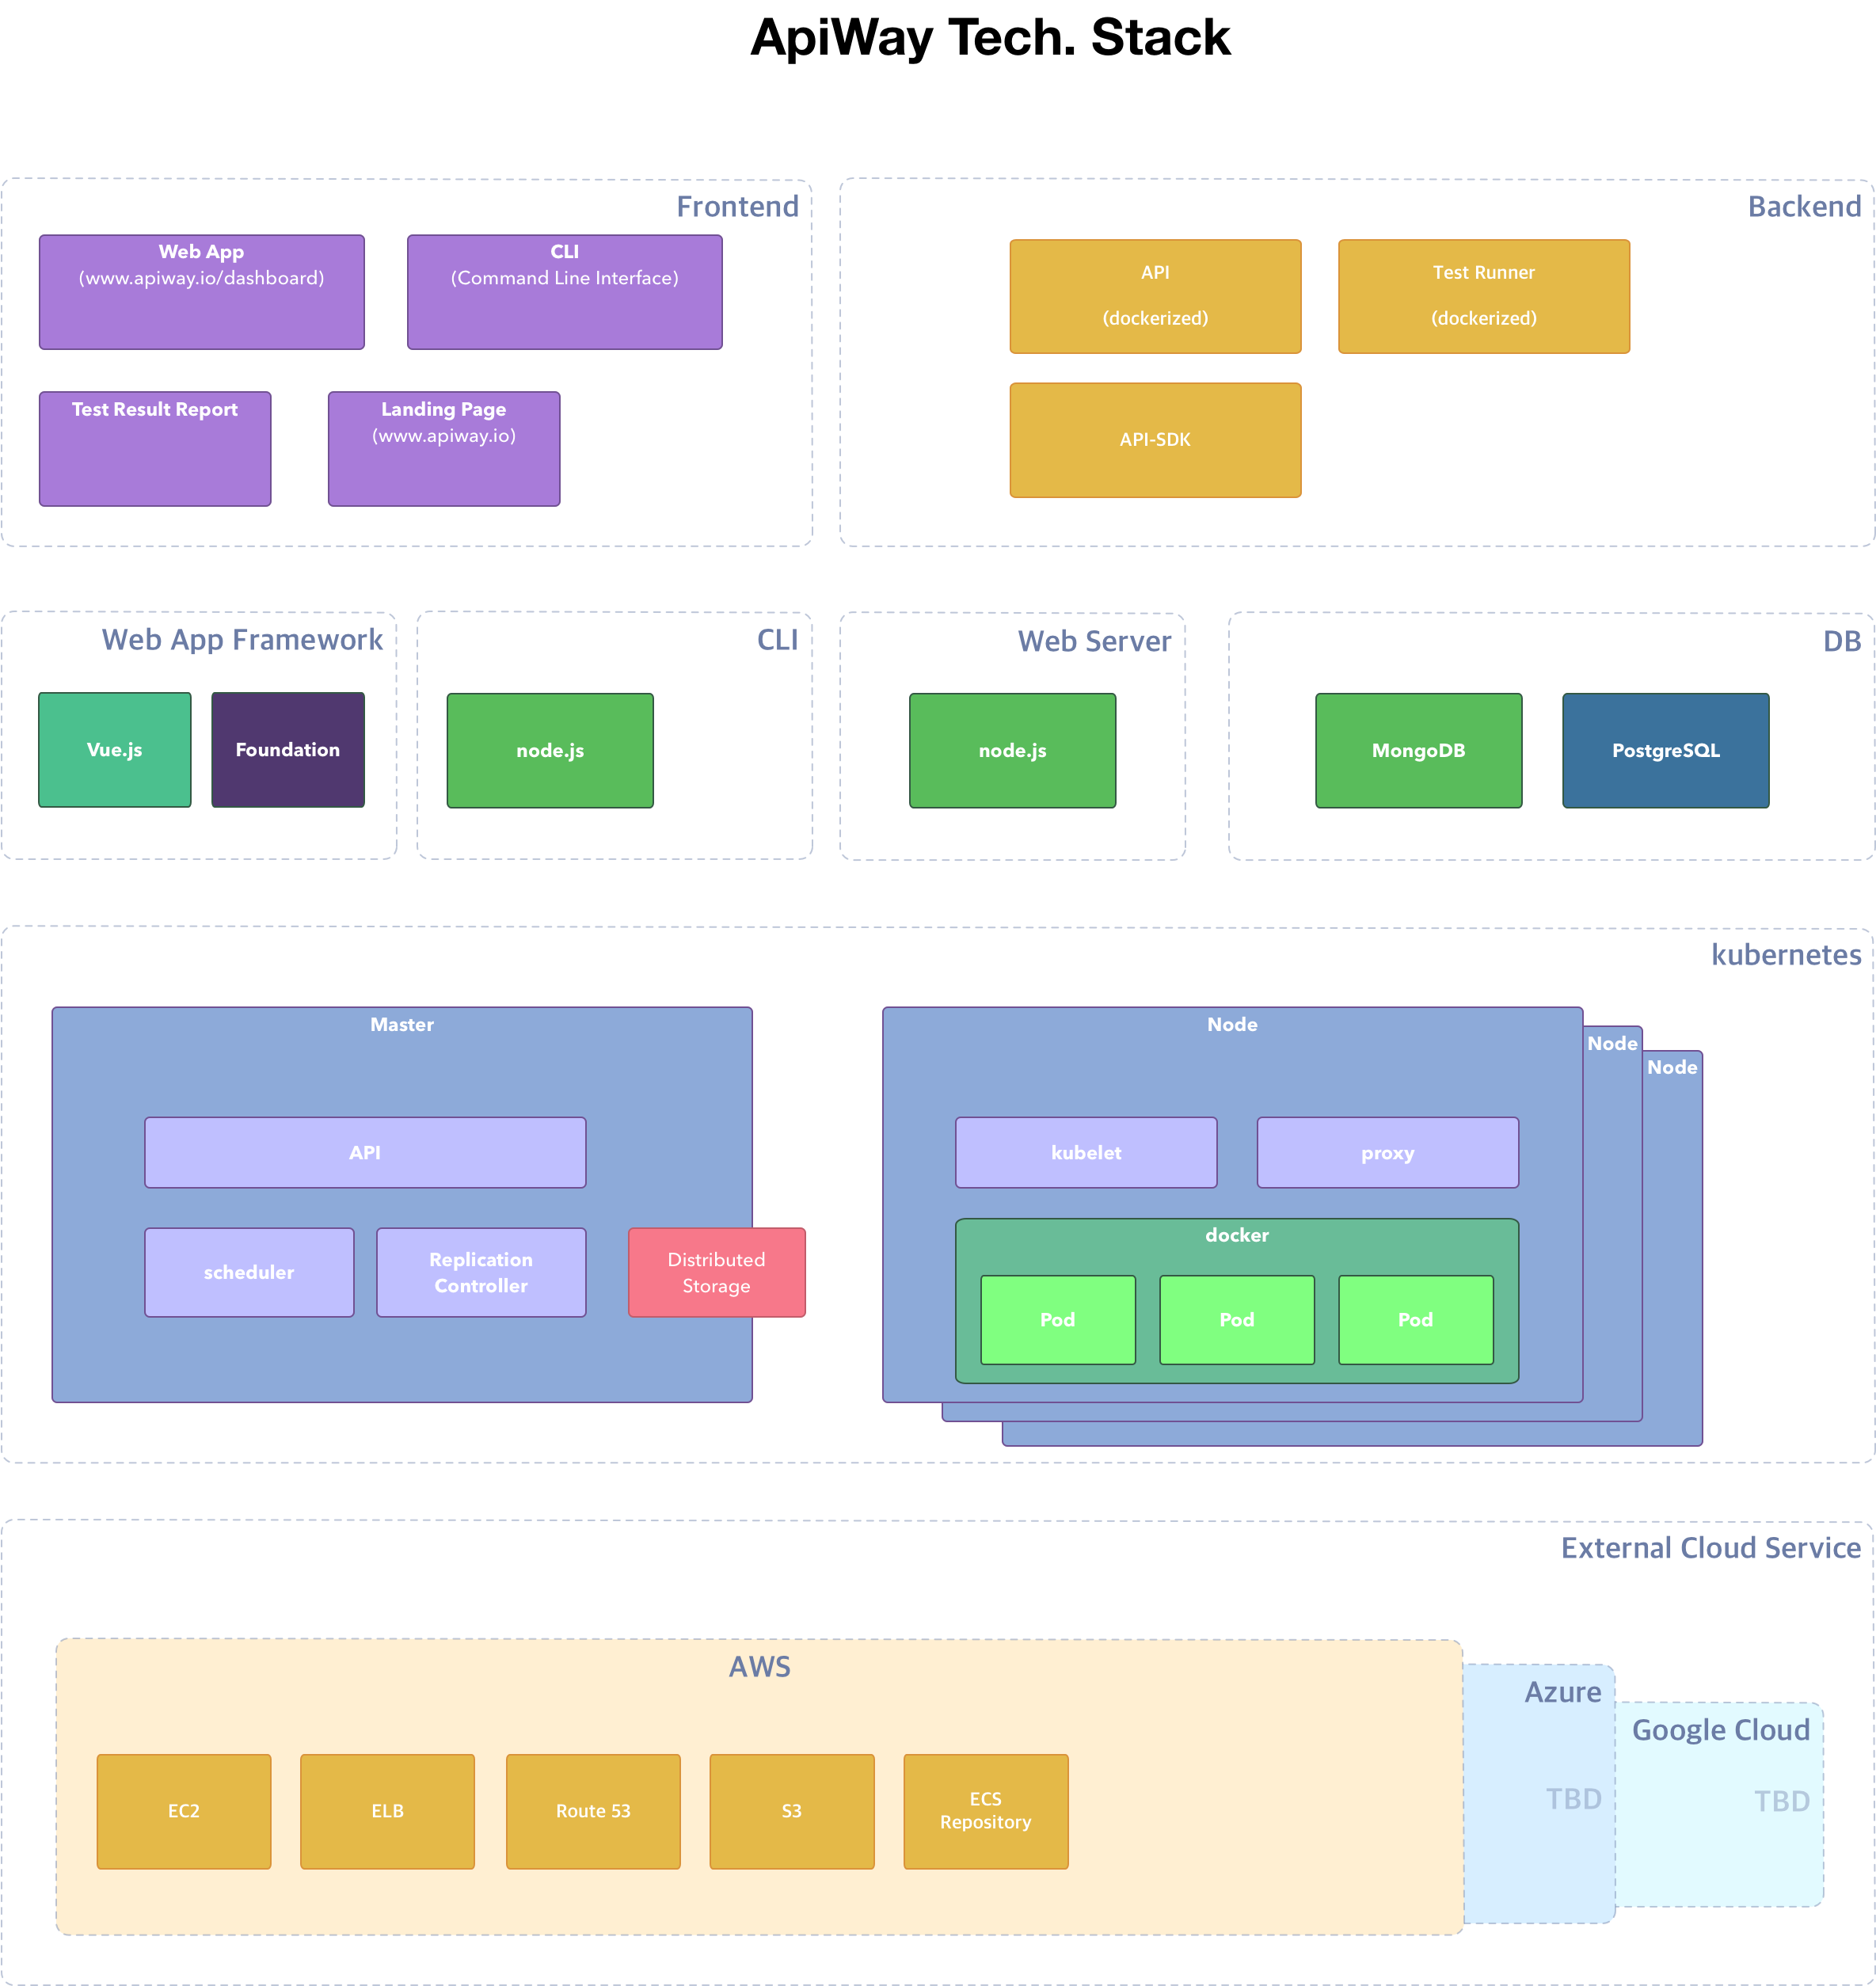 ApiWay Tech. Stack
Frontend
Web App
(www.apiway.io/dashboard)
CLI
(Command Line Interface)
Test Result Report
Landing Page
(www.apiway.io)
Backend
API
(dockerized)
Test Runner
(dockerized)
API-SDK
Web App Framework
Vue.js
Foundation
CLI
node.js
Web Server
node.js
DB
MongoDB
PostgreSQL
kubernetes
Master
API
scheduler
Replication
Controller
Distributed
Storage
Node
Node
Node
kubelet
proxy
docker
Pod
Pod
Pod
External Cloud Service
AWS
EC2
ELB
Route 53
S3
ECS
Repository
Azure
TBD
Google Cloud
TBD